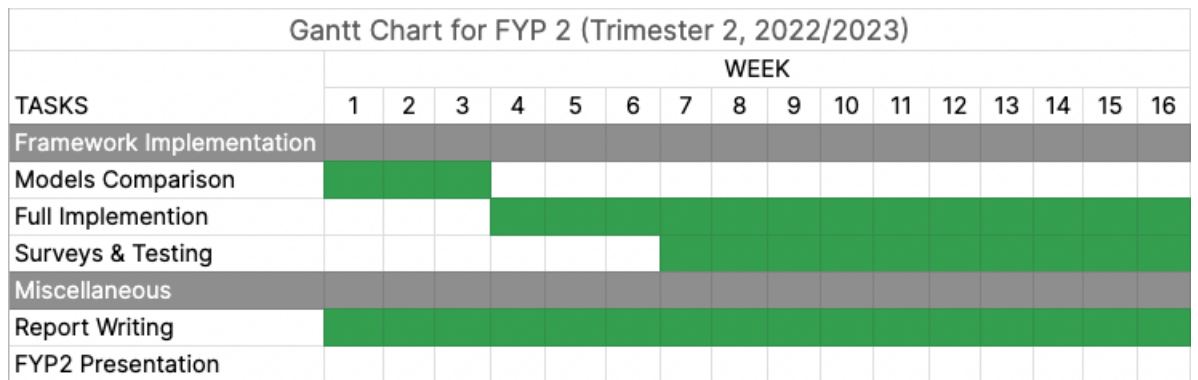 Gantt Chart for FYP 2 (Trimester 2, 2022/2023)
WEEK
TASKS 1 2 3 4 5 6 7 8 9 10 11 12 13 14 15 16
Framework Implementation
Models Comparison
Full Implemention
Surveys & Testing
Miscellaneous
Report Writing
FYP2 Presentation